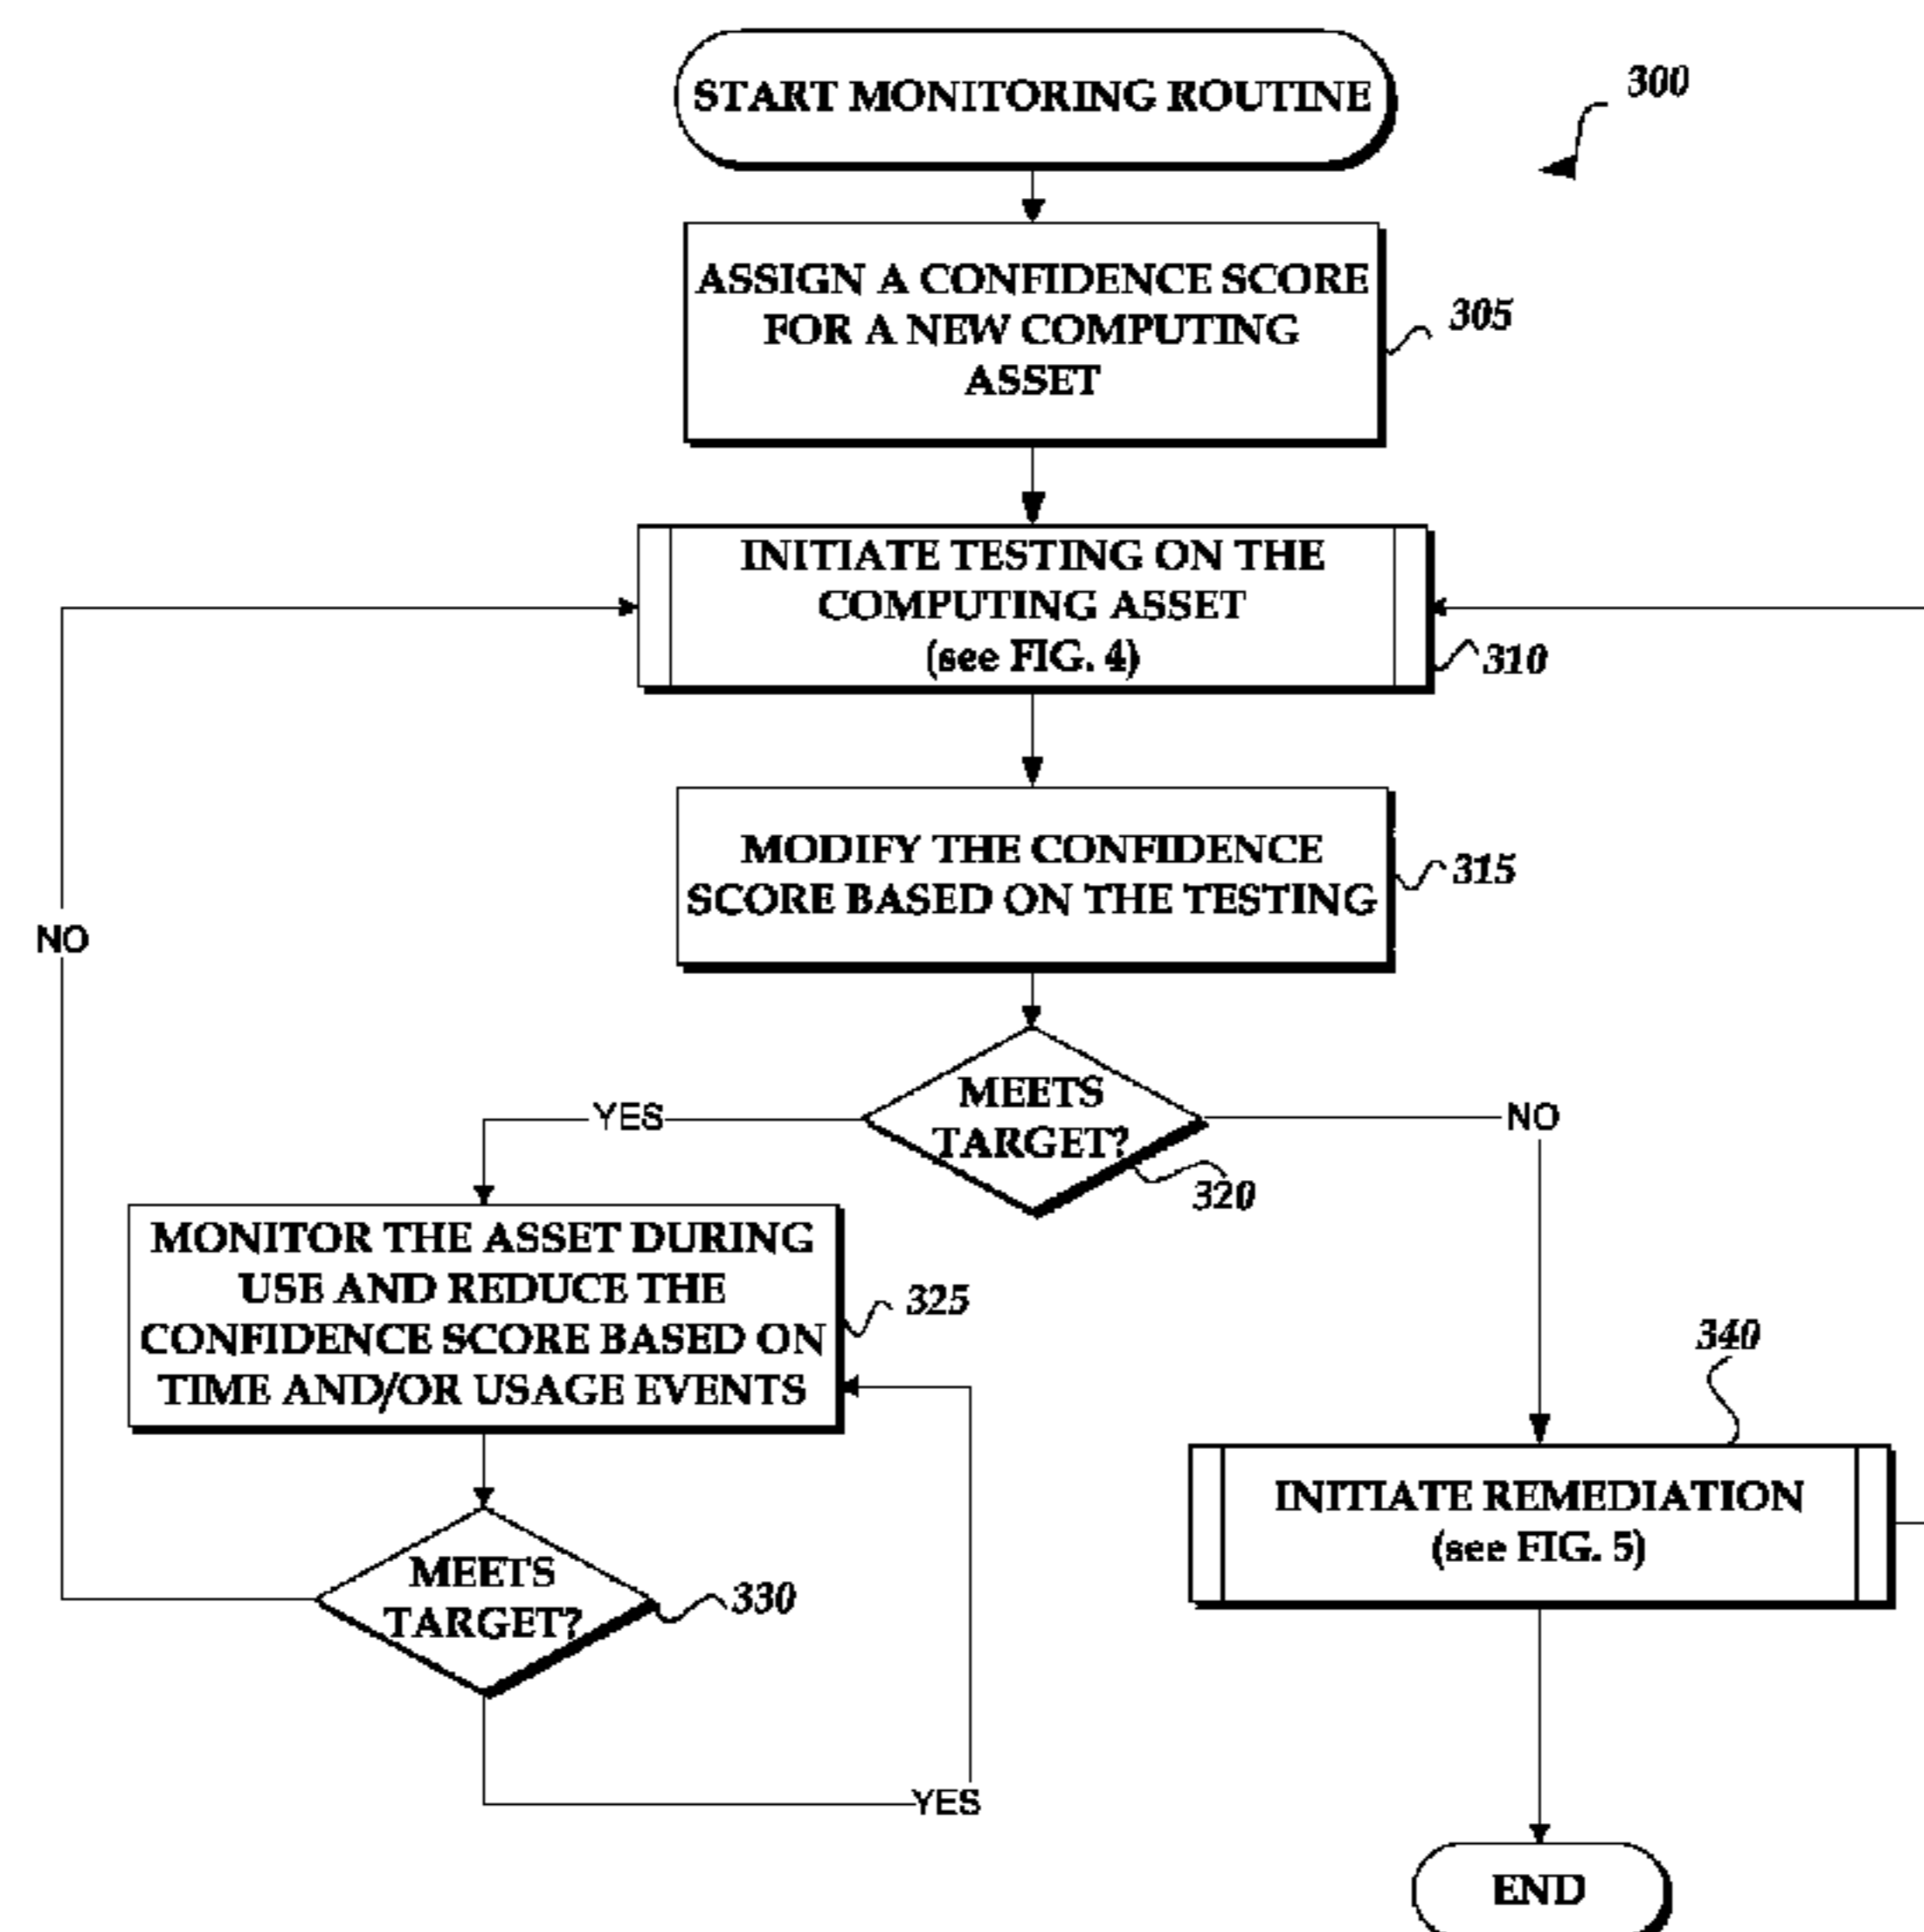 START MONITORING ROUTINE
300
ASSIGN A CONFIDENCE SCORE
FOR A NEW COMPUTING
ASSET
305
INITIATE TESTING ON THE
COMPUTING ASSET
(see FIG. 4)
310
MODIFY THE CONFIDENCE
SCORE BASED ON THE TESTING
315
NO
MEETS
TARGET?
320
YES
NO
MONITOR THE ASSET DURING
USE AND REDUCE THE
CONFIDENCE SCORE BASED ON
TIME AND/OR USAGE EVENTS
325
340
INITIATE REMEDIATION
(see FIG. 5)
MEETS
TARGET?
330
YES
END